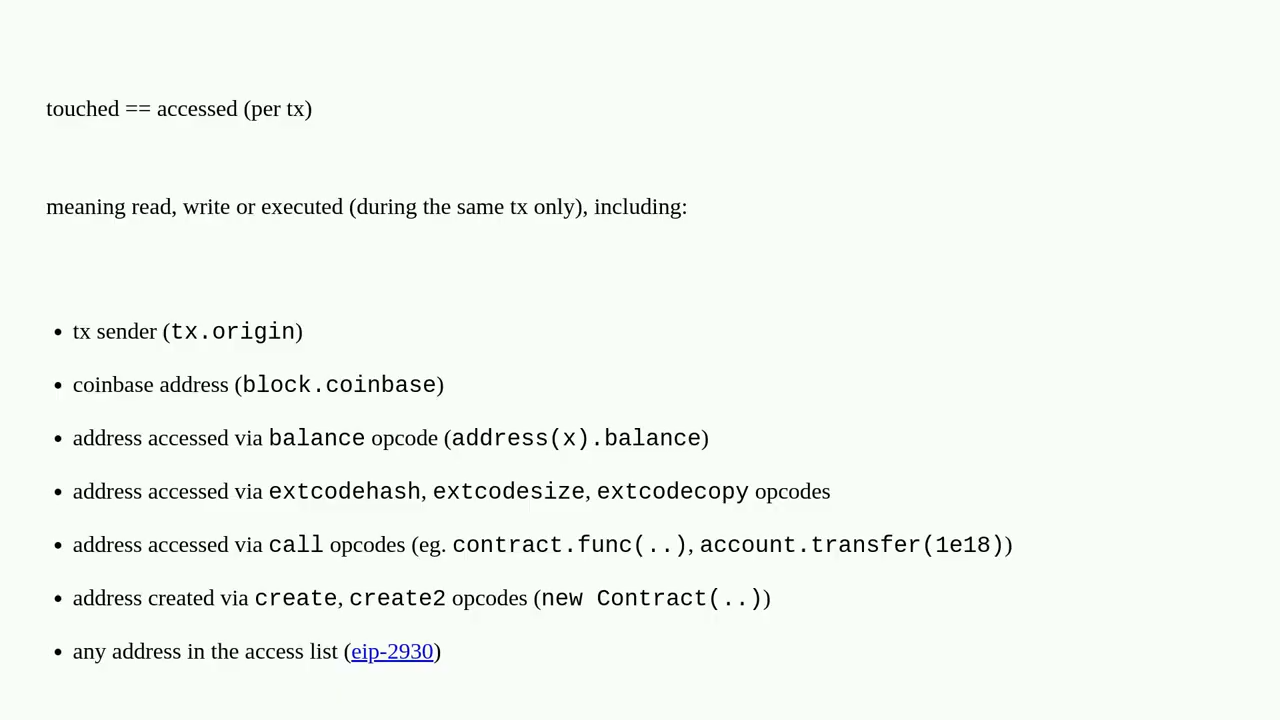 touched == accessed (per tx)
meaning read, write or executed (during the same tx only), including:
• tx sender (tx.origin)
• coinbase address (block.coinbase)
• address accessed via balance opcode (address(x).balance)
• address accessed via extcodehash, extcodesize, extcodecopy opcodes
• address accessed via call opcodes (eg. contract.func(..), account.transfer(1e18))
• address created via create, create2 opcodes (new Contract(..))
• any address in the access list (eip-2930)